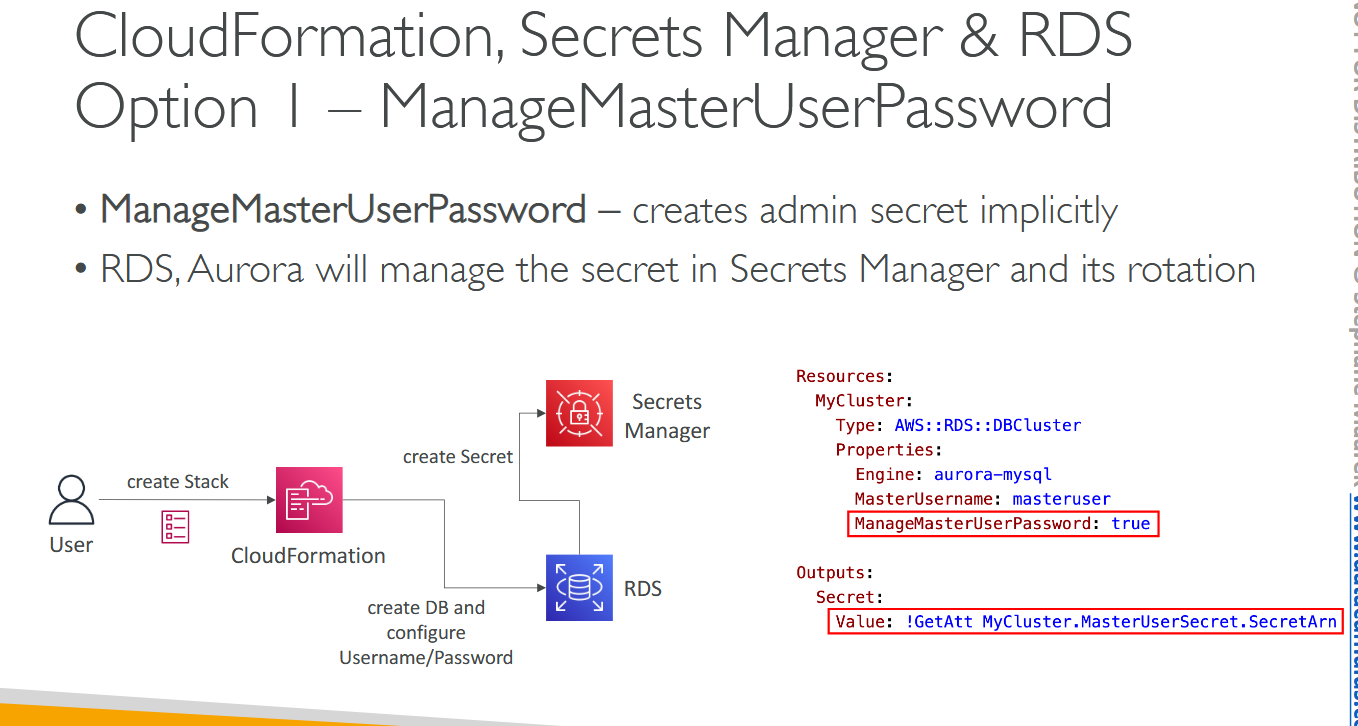 CloudFormation, Secrets Manager & RDS
Option 1 – ManageMasterUserPassword
• ManageMasterUserPassword – creates admin secret implicitly
• RDS, Aurora will manage the secret in Secrets Manager and its rotation
User
create Stack
CloudFormation
create DB and
configure
Username/Password
create Secret
Secrets
Manager
RDS
Resources:
MyCluster:
Type: AWS::RDS::DBCluster
Properties:
Engine: aurora-mysql
MasterUsername: masteruser
ManageMasterUserPassword: true
Outputs:
Secret:
Value: !GetAtt MyCluster.MasterUserSecret.SecretArn